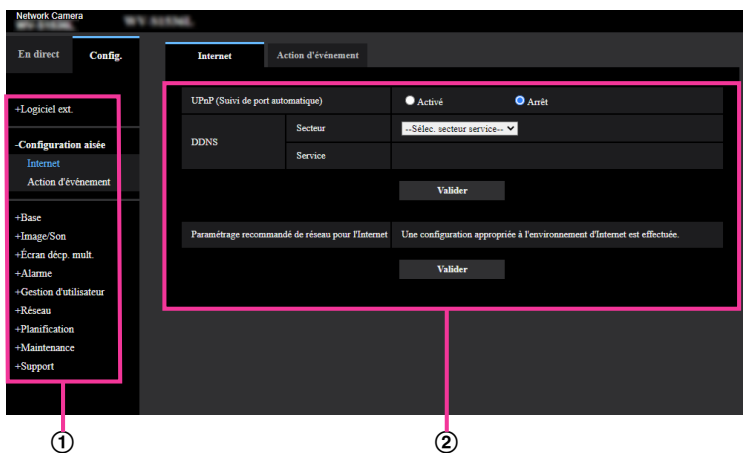 Network Camera
En direct
Config.
Internet
Action d'événement
+Logiciel ext.
-Configuration aisée
Internet
Action d'événement
+Base
+Image/Son
+Écran décp. mult.
+Alarme
+Gestion d'utilisateur
+Réseau
+Planification
+Maintenance
+Support
UPnP (Suivi de port automatique)
Activé
Arrêt
DDNS
Secteur
--Sélec. secteur service--
Service
Valider
Paramétrage recommandé de réseau pour l'Internet
Une configuration appropriée à l'environnement d'Internet est effectuée.
Valider
①
②